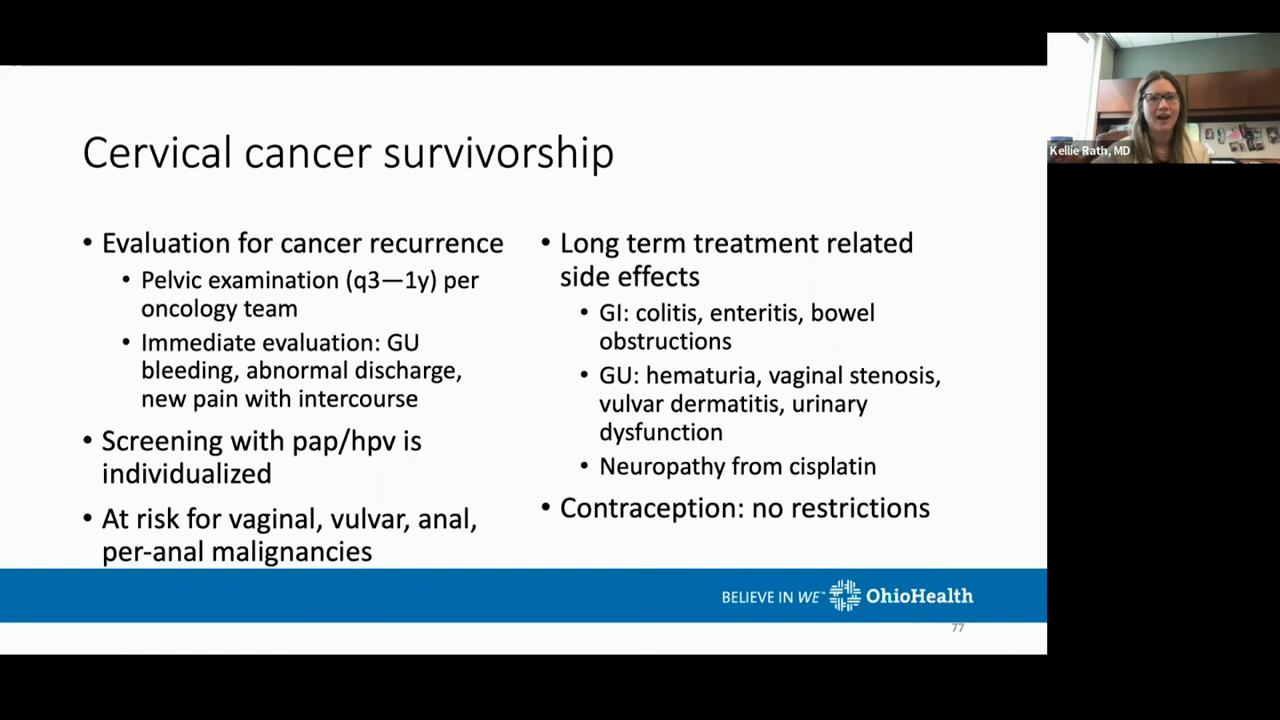 Cervical cancer survivorship
• Evaluation for cancer recurrence
• Pelvic examination (q3—1y) per
oncology team
• Immediate evaluation: GU
bleeding, abnormal discharge,
new pain with intercourse
• Screening with pap/hpv is
individualized
• At risk for vaginal, vulvar, anal,
per-anal malignancies
• Long term treatment related
side effects
• GI: colitis, enteritis, bowel
obstructions
• GU: hematuria, vaginal stenosis,
vulvar dermatitis, urinary
dysfunction
• Neuropathy from cisplatin
• Contraception: no restrictions
BELIEVE IN WE™ OhioHealth
77
Kellie Rath, MD